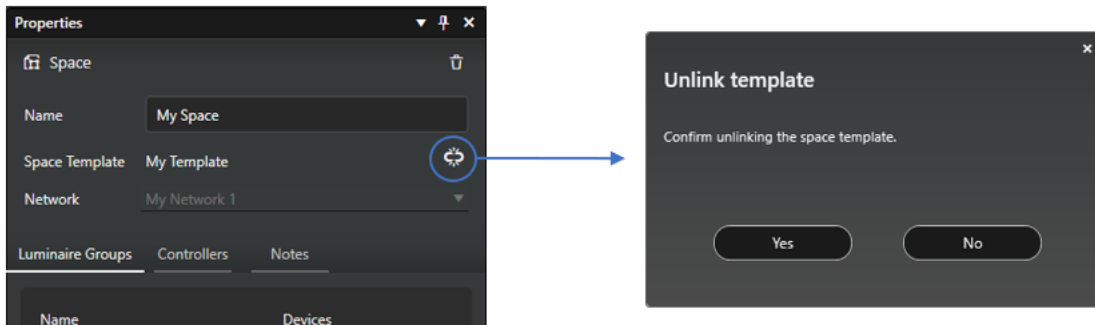 Properties
Space
Name My Space
Space Template My Template
Network My Network 1
Luminaire Groups Controllers Notes
Name Devices
Unlink template
Confirm unlinking the space template.
Yes No